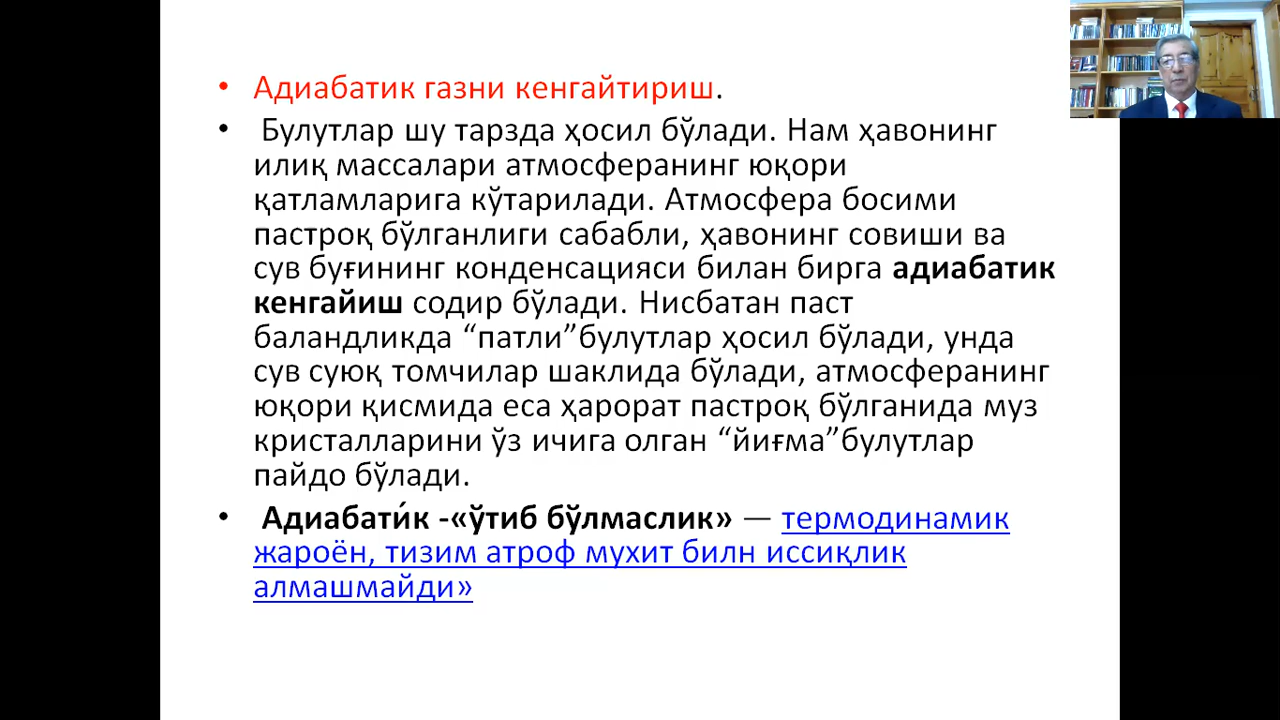 • Адиабатик газни кенгайтириш.
• Булутлар шу тарзда ҳосил бўлади. Нам ҳавонинг
илиқ массалари атмосферанинг юқори
қатламларига кўтарилади. Атмосфера босими
пастроқ бўлганлиги сабабли, ҳавонинг совиши ва
сув буғининг конденсацияси билан бирга адиабатик
кенгайиш содир бўлади. Нисбатан паст
баландликда “патли”булутлар ҳосил бўлади, унда
сув суюқ томчилар шаклида бўлади, атмосферанинг
юқори қисмида еса ҳарорат пастроқ бўлганида муз
кристалларини ўз ичига олган “йиғма”булутлар
пайдо бўлади.
• Адиабати́к -«ўтиб бўлмаслик» — термодинамик
жароён, тизим атроф мухит билн иссиқлик
алмашмайди»